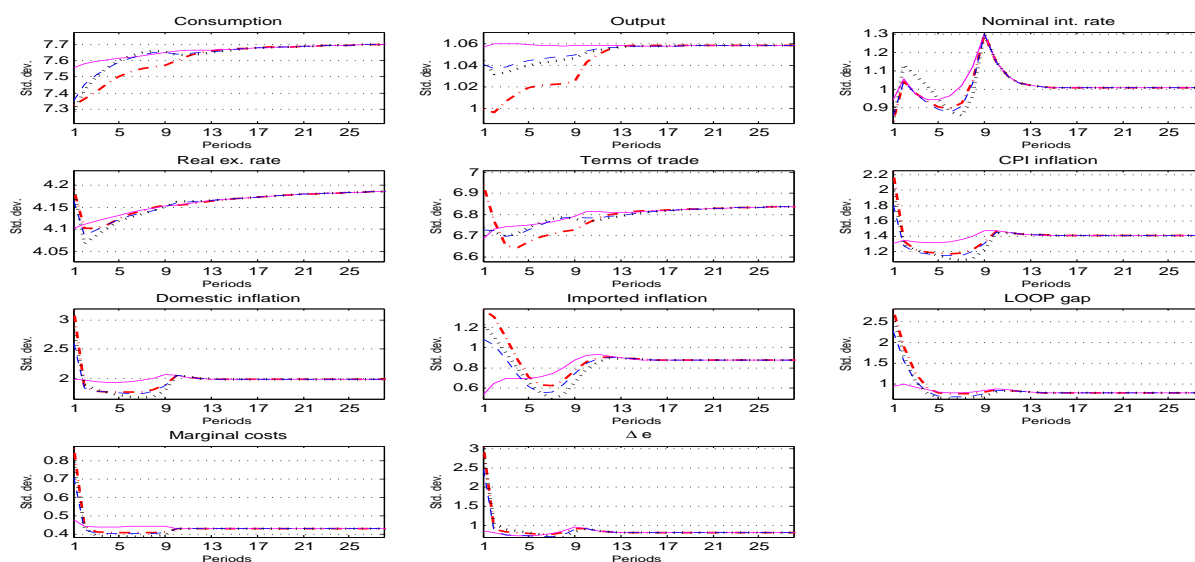 Consumption
Std. dev.
7.7
7.6
7.5
7.4
7.3
1 5 9 13 17 21 25
Periods
Output
Std. dev.
1.06
1.04
1.02
1
1 5 9 13 17 21 25
Periods
Nominal int. rate
Std. dev.
1.3
1.2
1.1
1
0.9
1 5 9 13 17 21 25
Periods
Real ex. rate
Std. dev.
4.2
4.15
4.1
4.05
1 5 9 13 17 21 25
Periods
Terms of trade
Std. dev.
7
6.9
6.8
6.7
6.6
1 5 9 13 17 21 25
Periods
CPI inflation
Std. dev.
2.2
2
1.8
1.6
1.4
1.2
1 5 9 13 17 21 25
Periods
Domestic inflation
Std. dev.
3
2.5
2
1 5 9 13 17 21 25
Periods
Imported inflation
Std. dev.
1.2
1
0.8
0.6
1 5 9 13 17 21 25
Periods
LOOP gap
Std. dev.
2.5
2
1.5
1
1 5 9 13 17 21 25
Periods
Marginal costs
Std. dev.
0.8
0.7
0.6
0.5
0.4
1 5 9 13 17 21 25
Periods
Δ e
Std. dev.
3
2.5
2
1.5
1
1 5 9 13 17 21 25
Periods